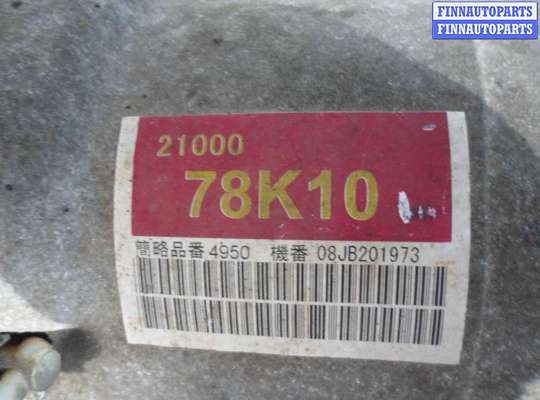 FINNAUTOPARTS
FINNAUTOPARTS
21000
78K10
簡略品番 4950 機番 08JB201973